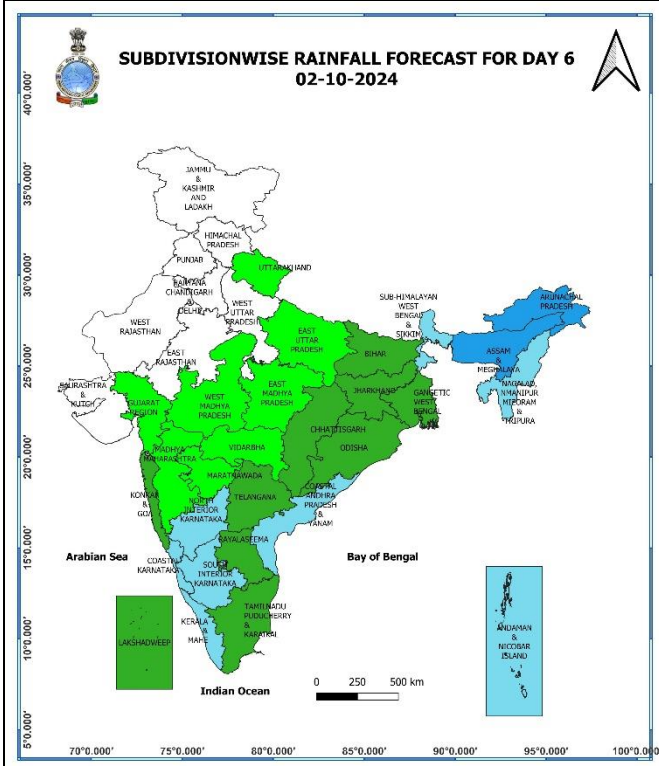 SUBDIVISIONWISE RAINFALL FORECAST FOR DAY 6
02-10-2024
40°0.000'
35°0.000'
30°0.000'
25°0.000'
20°0.000'
15°0.000'
10°0.000'
5°0.000'
JAMMU
&
KASHMIR
AND
LADAKH
HIMACHAL
PRADESH
PUNJAB
UTTARAKHAND
CHANDIGARH
&
DELHI
WEST
UTTAR
PRADESH
WEST
RAJASTHAN
EAST
RAJASTHAN
EAST
UTTAR
PRADESH
SUB-HIMALAYAN
WEST
BENGAL
&
SIKKIM
ARUNACHAL
PRADESH
ASSAM
&
MEGHALAYA
BIHAR
SAURASHTRA
&
KUTCH
GUJARAT
REGION
WEST
MADHYA
PRADESH
EAST
MADHYA
PRADESH
JHARKHAND
GANGETIC
WEST
BENGAL
CHHATTISGARH
ODISHA
VIDARBHA
MADHYA
MAHARASHTRA
MARATHAWADA
KONKAN
&
GOA
TELANGANA
COASTAL
ANDHRA
PRADESH
&
YANAM
NORTH
INTERIOR
KARNATAKA
RAYALASEEMA
COASTAL
KARNATAKA
SOUTH
INTERIOR
KARNATAKA
Arabian Sea
Bay of Bengal
KERALA
&
MAHE
TAMILNADU
PUDUCHERRY
&
KARAIKAL
LAKSHADWEEP
ANDAMAN
&
NICOBAR
ISLAND
Indian Ocean
0 250 500 km
70°0.000' 75°0.000' 80°0.000' 85°0.000' 90°0.000' 95°0.000' 100°0.000'